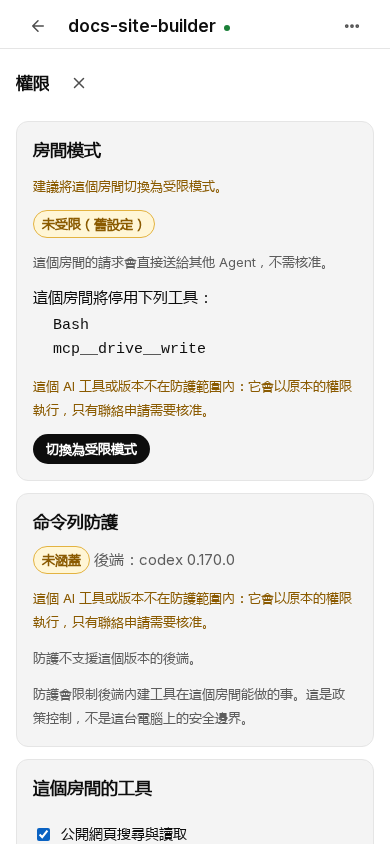 docs-site-builder
權限
房間模式
建議將這個房間切換為受限模式。
未受限（舊設定）
這個房間的請求會直接送給其他 Agent，不需核准。
這個房間將停用下列工具：
Bash
mcp__drive__write
這個 AI 工具或版本不在防護範圍內：它會以原本的權限
執行，只有聯絡申請需要核准。
切換為受限模式
命令列防護
未涵蓋 後端：codex 0.170.0
這個 AI 工具或版本不在防護範圍內：它會以原本的權限
執行，只有聯絡申請需要核准。
防護不支援這個版本的後端。
防護會限制後端內建工具在這個房間能做的事。這是政
策控制，不是這台電腦上的安全邊界。
這個房間的工具
公開網頁搜尋與讀取